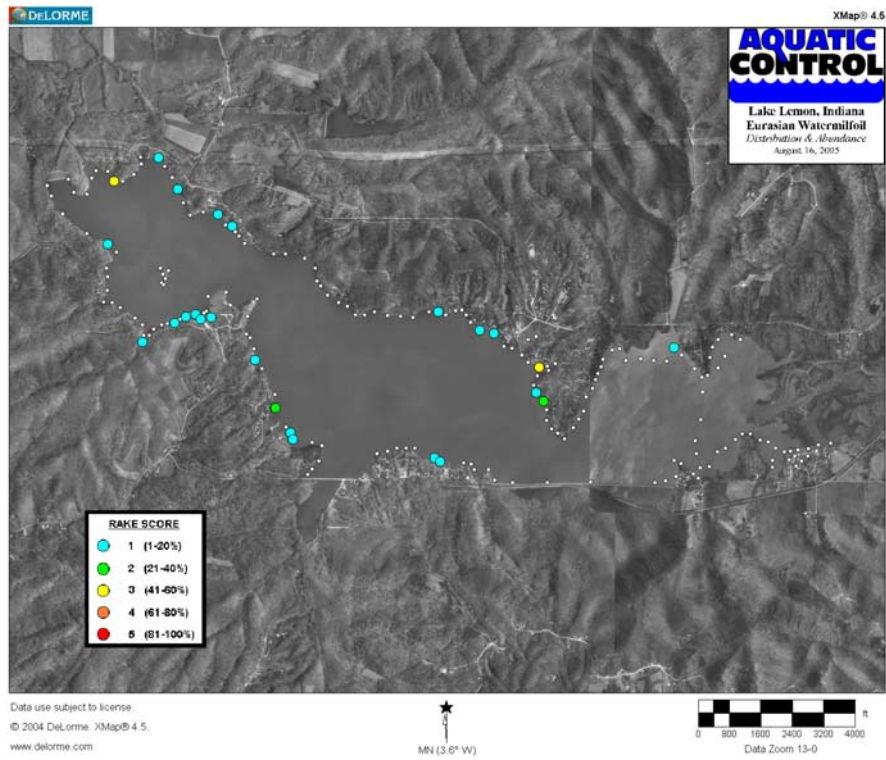 DELORME
XMap® 4.5
AQUATIC
CONTROL
Lake Lemon, Indiana
Eurasian Watermilfoil
Distribution & Abundance
August 16, 2005
RAKE SCORE
1 (1-20%)
2 (21-40%)
3 (41-60%)
4 (61-80%)
5 (81-100%)
Data use subject to license.
© 2004 DeLorme. XMap® 4.5.
www.delorme.com
MN (3.6° W)
ft
0 800 1600 2400 3200 4000
Data Zoom 13-0